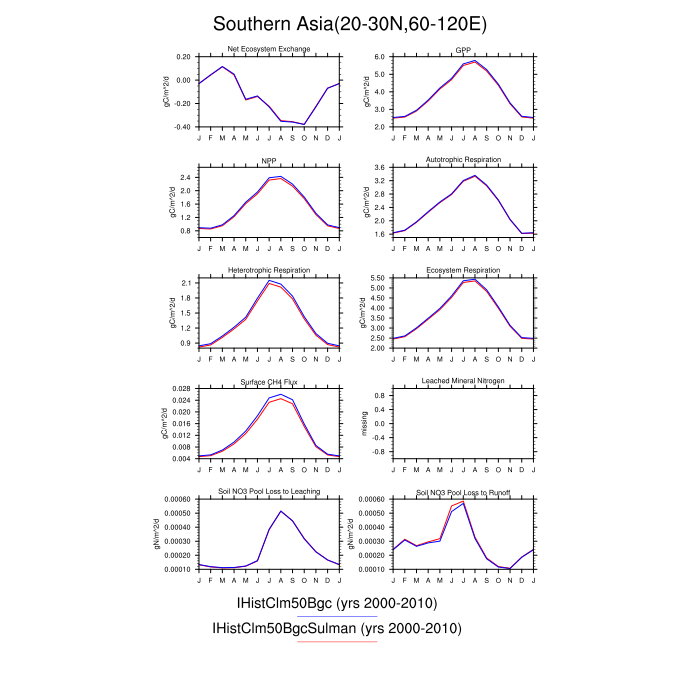 Southern Asia(20-30N,60-120E)
Net Ecosystem Exchange
gC/m^2/d
0.20
0.00
-0.20
-0.40
J F M A M J J A S O N D J
GPP
gC/m^2/d
6.0
5.0
4.0
3.0
2.0
J F M A M J J A S O N D J
NPP
gC/m^2/d
2.4
2.0
1.6
1.2
0.8
J F M A M J J A S O N D J
Autotrophic Respiration
gC/m^2/d
3.6
3.2
2.8
2.4
2.0
1.6
J F M A M J J A S O N D J
Heterotrophic Respiration
gC/m^2/d
2.1
1.8
1.5
1.2
0.9
J F M A M J J A S O N D J
Ecosystem Respiration
gC/m^2/d
5.50
5.00
4.50
4.00
3.50
3.00
2.50
2.00
J F M A M J J A S O N D J
Surface CH4 Flux
gC/m^2/d
0.028
0.024
0.020
0.016
0.012
0.008
0.004
J F M A M J J A S O N D J
Leached Mineral Nitrogen
missing
0.8
0.4
0.0
-0.4
-0.8
J F M A M J J A S O N D J
Soil NO3 Pool Loss to Leaching
gN/m^2/d
0.00060
0.00050
0.00040
0.00030
0.00020
0.00010
J F M A M J J A S O N D J
Soil NO3 Pool Loss to Runoff
gN/m^2/d
0.00060
0.00050
0.00040
0.00030
0.00020
0.00010
J F M A M J J A S O N D J
IHistClm50Bgc (yrs 2000-2010)
IHistClm50BgcSulman (yrs 2000-2010)